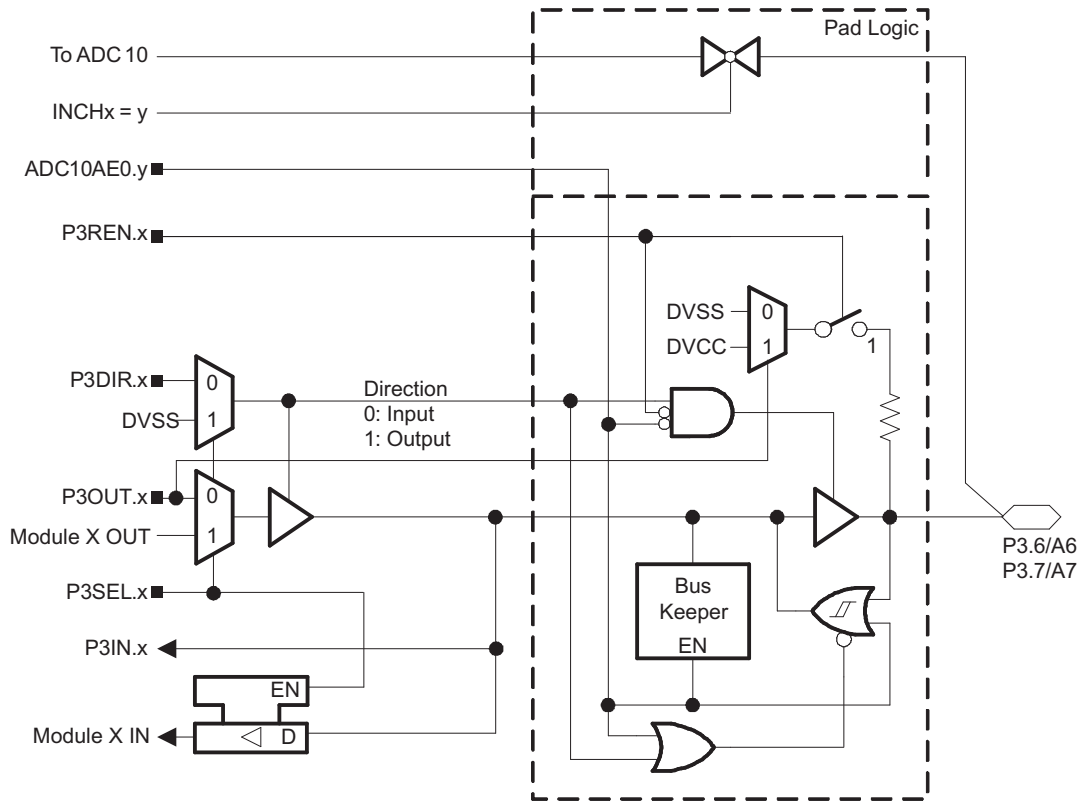 Pad Logic
To ADC 10
INCHx = y
ADC10AE0.y
P3REN.x
DVSS
0
DVCC
1
1
P3DIR.x
0
DVSS
1
Direction
0: Input
1: Output
P3OUT.x
0
Module X OUT
1
P3SEL.x
P3IN.x
EN
Module X IN
D
Bus
Keeper
EN
P3.6/A6
P3.7/A7